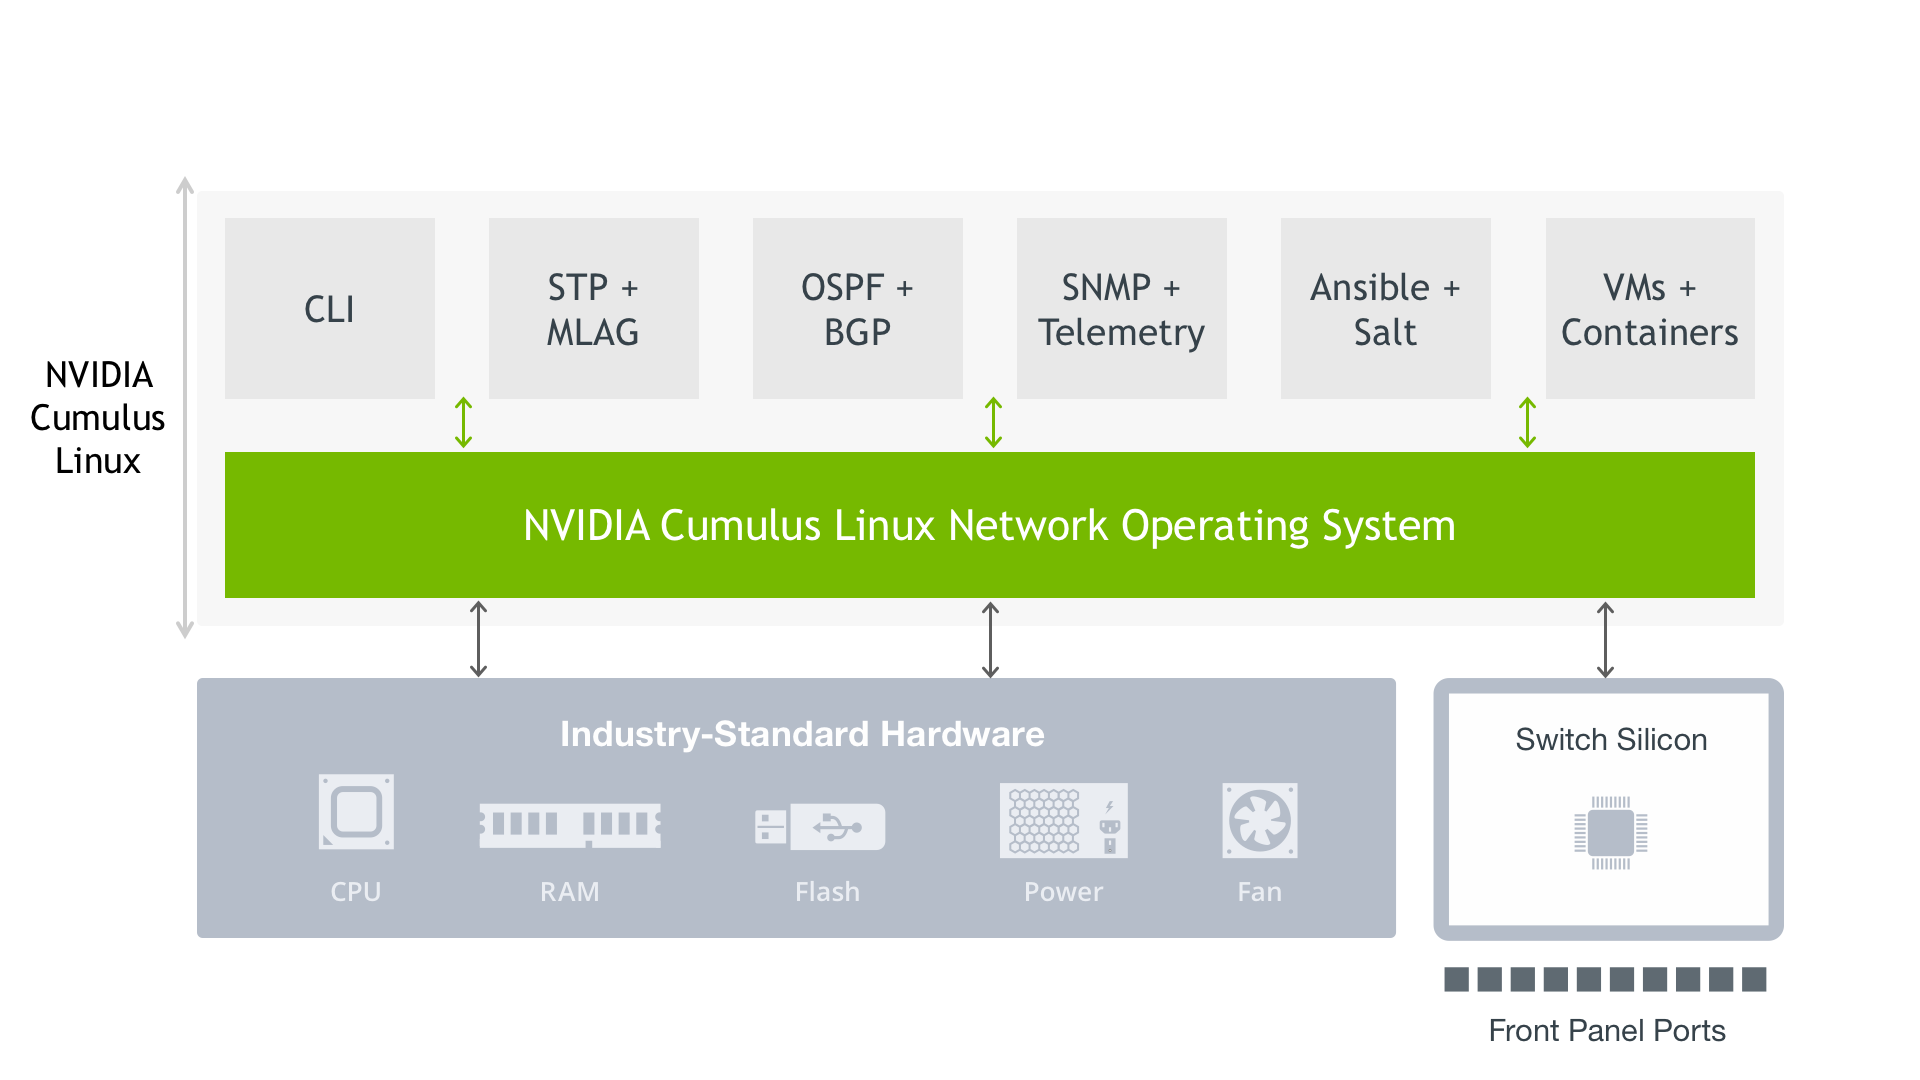 CLI
STP +
MLAG
OSPF +
BGP
SNMP +
Telemetry
Ansible +
Salt
VMs +
Containers
NVIDIA
Cumulus
Linux
NVIDIA Cumulus Linux Network Operating System
Industry-Standard Hardware
CPU
RAM
Flash
Power
Fan
Switch Silicon
Front Panel Ports